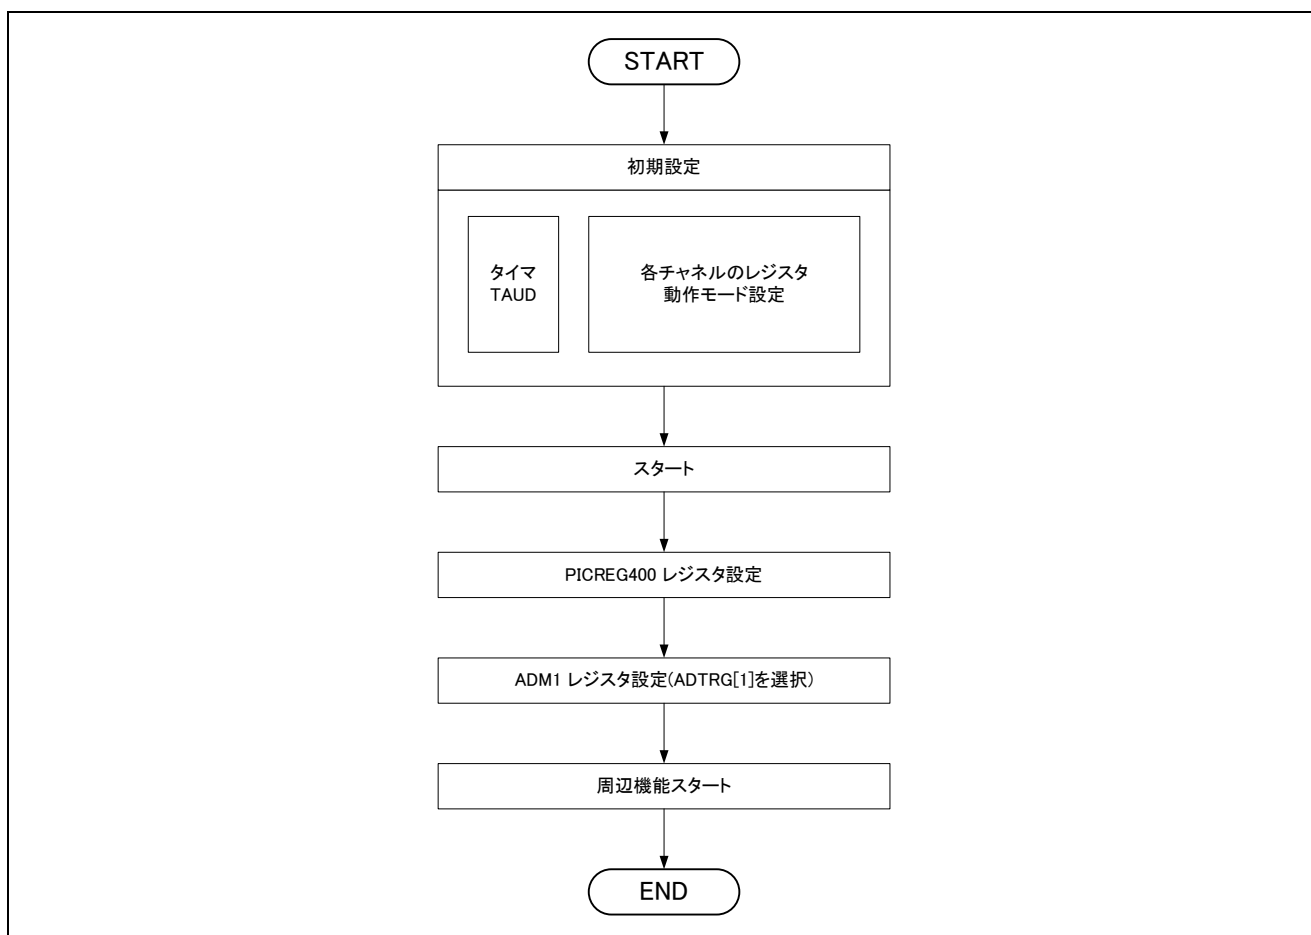 START
初期設定
タイマ
TAUD
各チャネルのレジスタ
動作モード設定
スタート
PICREG400 レジスタ設定
ADM1 レジスタ設定(ADTRG[1]を選択)
周辺機能スタート
END